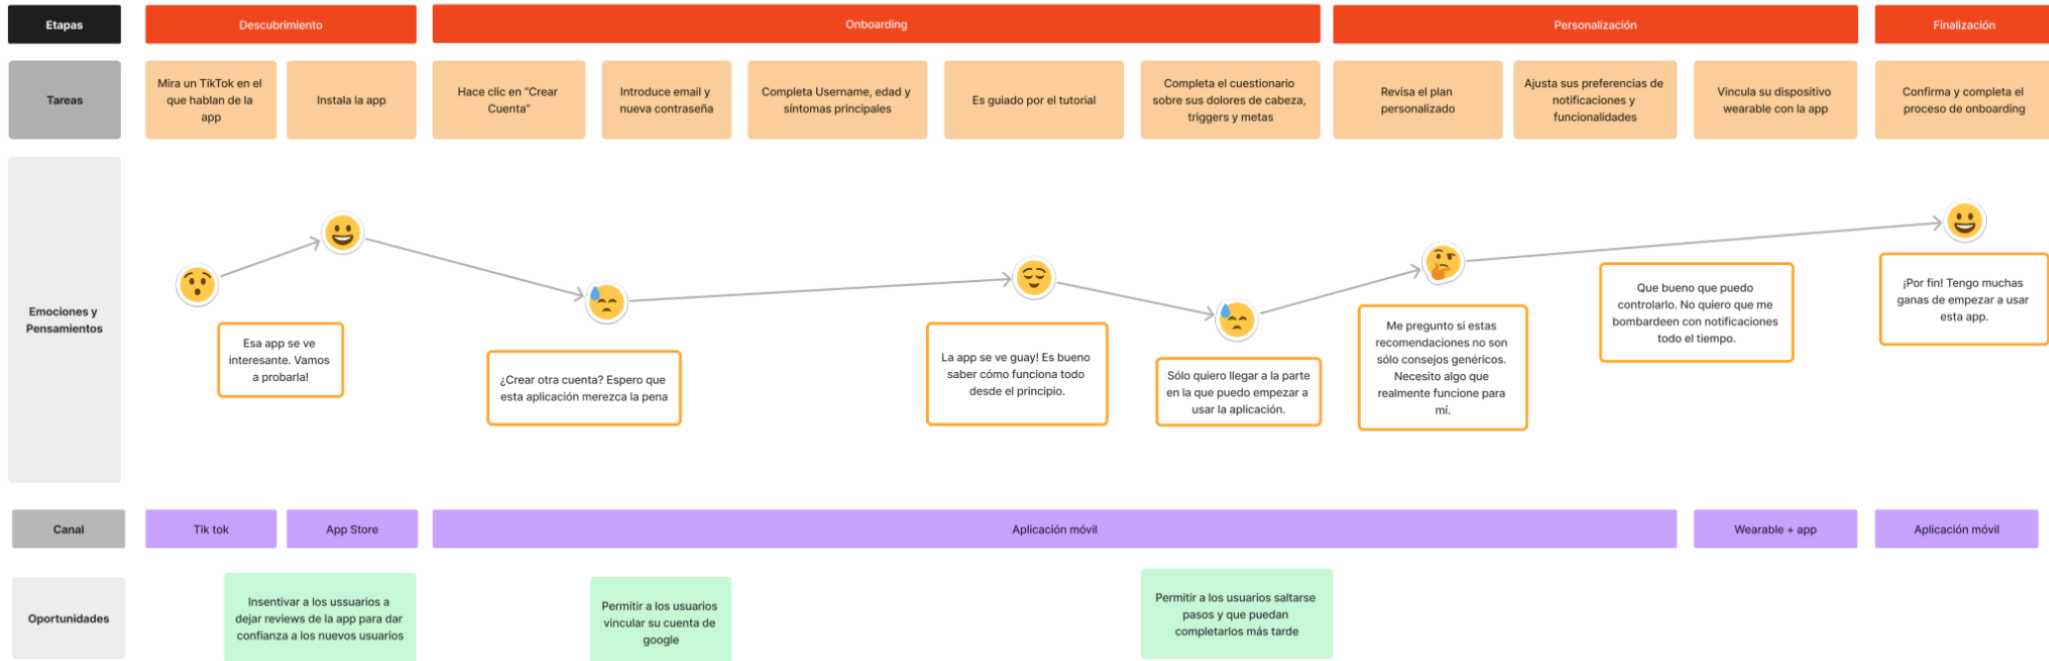 Etapas
Descubrimiento
Onboarding
Personalización
Finalización
Tareas
Mira un TikTok en el
que hablan de la
app
Instala la app
Hace clic en "Crear
Cuenta"
Introduce email y
nueva contraseña
Completa Username, edad y
síntomas principales
Es guiado por el tutorial
Completa el cuestionario
sobre sus dolores de cabeza,
triggers y metas
Revisa el plan
personalizado
Ajusta sus preferencias de
notificaciones y
funcionalidades
Vincula su dispositivo
wearable con la app
Confirma y completa el
proceso de onboarding
Emociones y
Pensamientos
Esa app se ve
interesante. Vamos
a probarla!
¿Crear otra cuenta? Espero que
esta aplicación merezca la pena
La app se ve guay! Es bueno
saber cómo funciona todo
desde el principio.
Sólo quiero llegar a la parte
en la que puedo empezar a
usar la aplicación.
Me pregunto si estas
recomendaciones no son
sólo consejos genéricos.
Necesito algo que
realmente funcione para
mí.
Que bueno que puedo
controlarlo. No quiero que me
bombardeen con notificaciones
todo el tiempo.
¡Por fin! Tengo muchas
ganas de empezar a usar
esta app.
Canal
Tik tok
App Store
Aplicación móvil
Wearable + app
Aplicación móvil
Oportunidades
Insentivar a los ussuarios a
dejar reviews de la app para dar
confianza a los nuevos usuarios
Permitir a los usuarios
vincular su cuenta de
google
Permitir a los usuarios saltarse
pasos y que puedan
completarlos más tarde